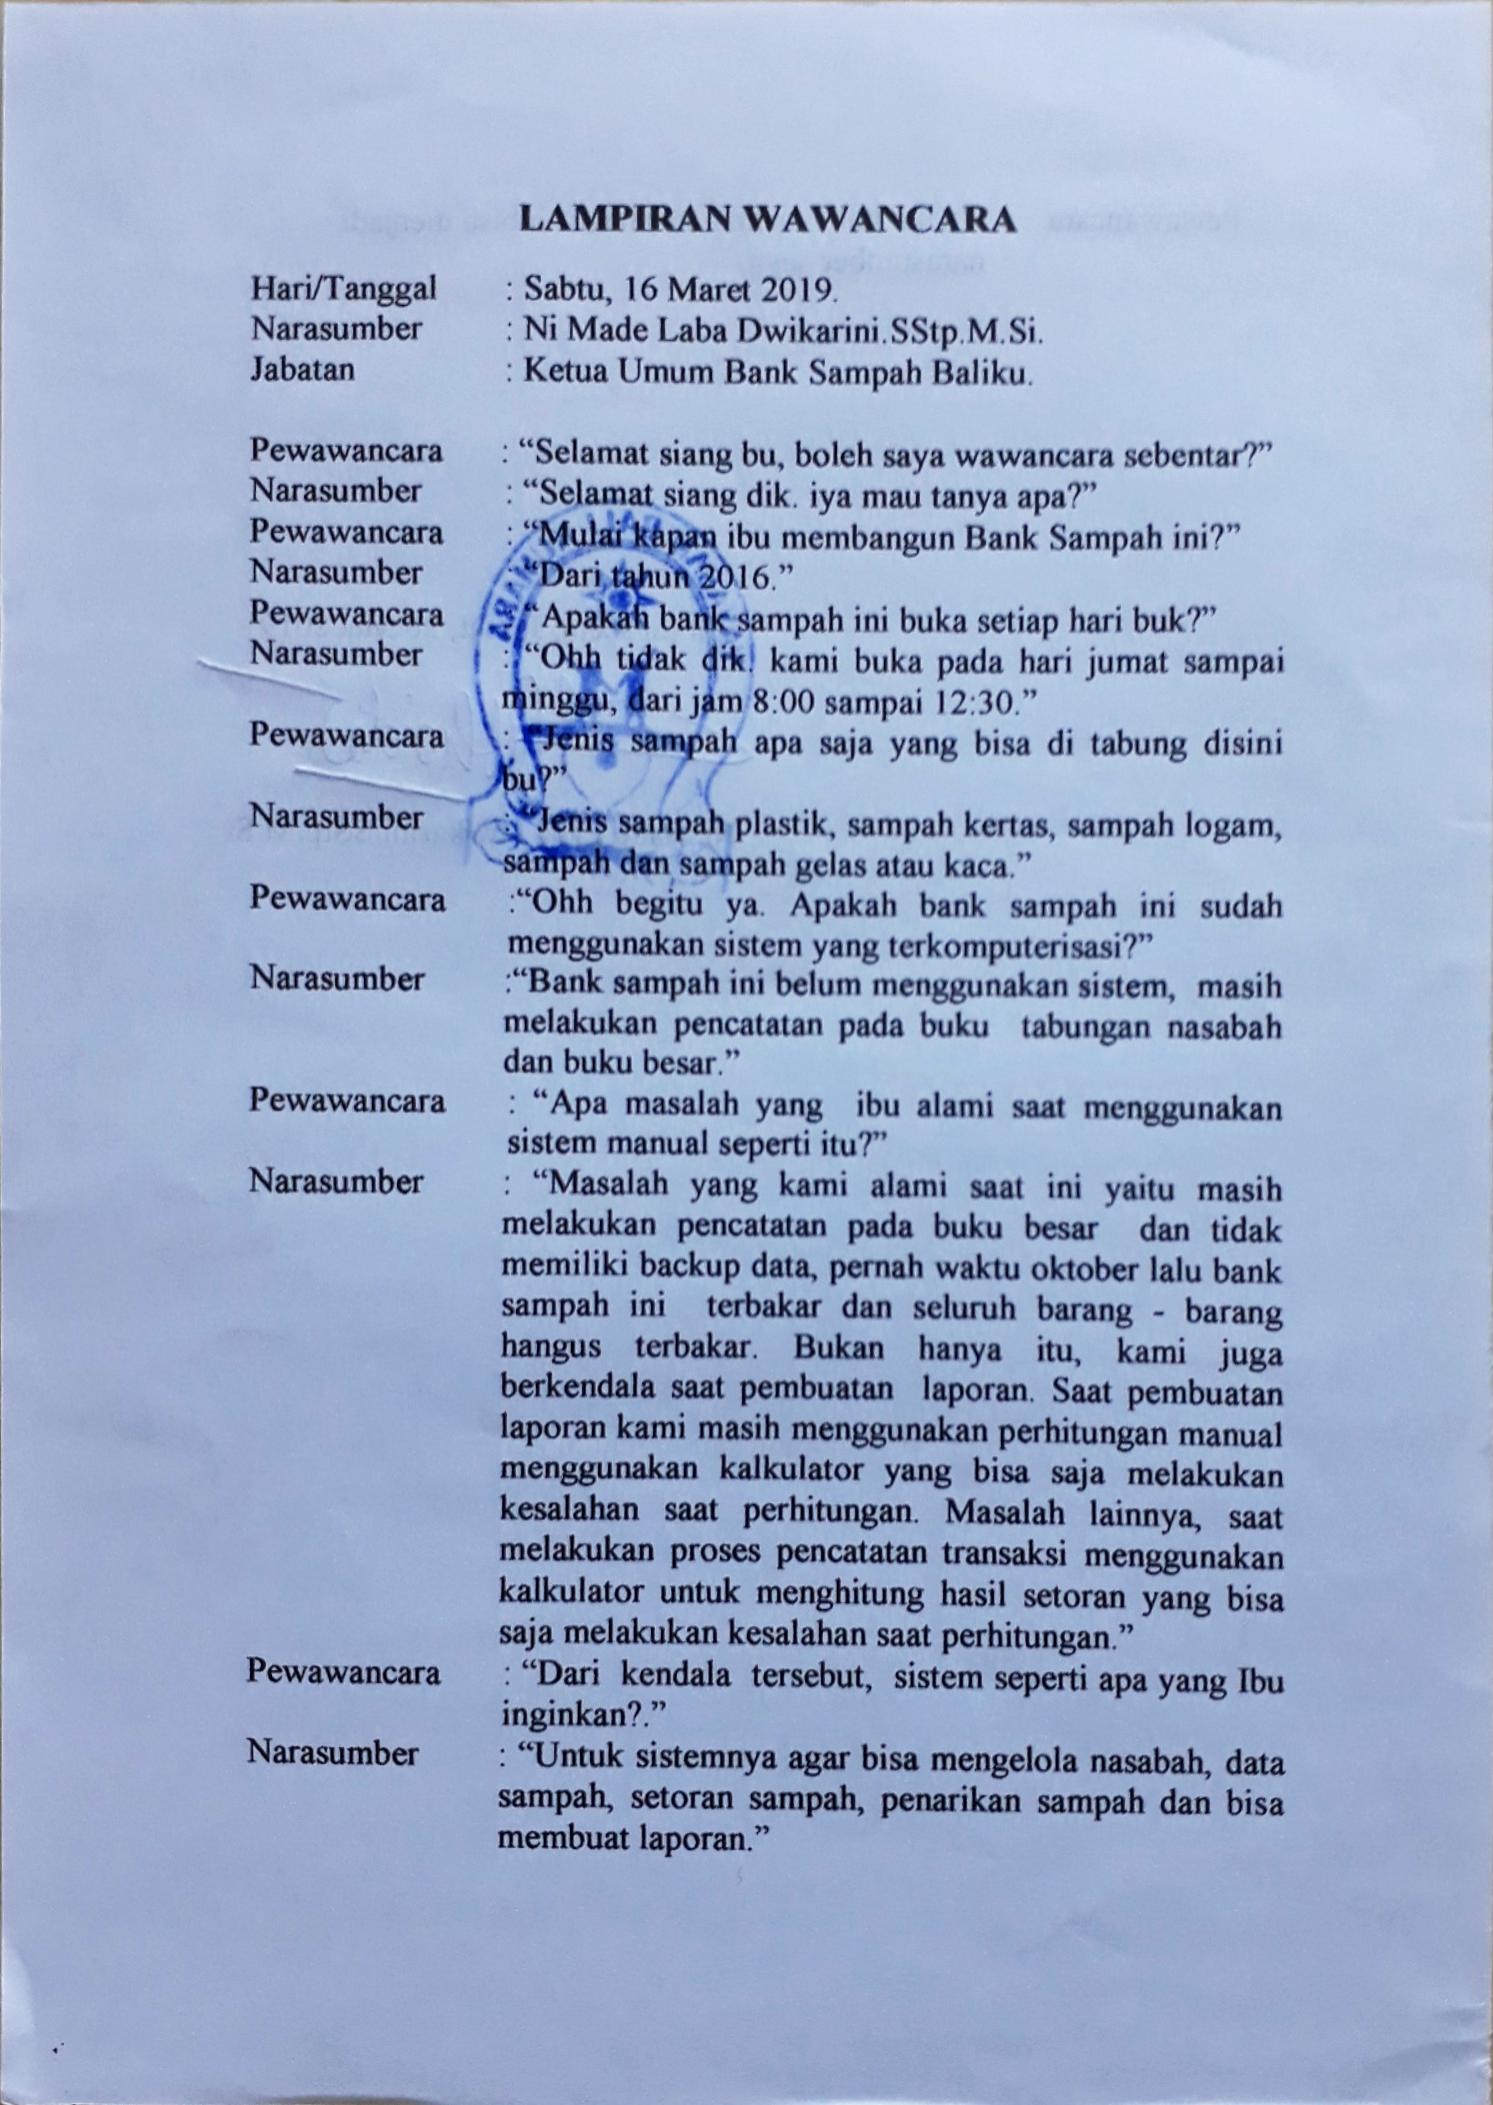 LAMPIRAN WAWANCARA
Hari/Tanggal : Sabtu, 16 Maret 2019.
Narasumber : Ni Made Laba Dwikarini.SStp.M.Si.
Jabatan : Ketua Umum Bank Sampah Baliku.
Pewawancara : “Selamat siang bu, boleh saya wawancara sebentar?”
Narasumber : “Selamat siang dik. iya mau tanya apa?”
Pewawancara : “Mulai kapan ibu membangun Bank Sampah ini?”
Narasumber : “Dari tahun 2016.”
Pewawancara : “Apakah bank sampah ini buka setiap hari buk?”
Narasumber : “Ohh tidak dik. kami buka pada hari jumat sampai
minggu, dari jam 8:00 sampai 12:30.”
Pewawancara : “Jenis sampah apa saja yang bisa di tabung disini
bu?”
Narasumber : “Jenis sampah plastik, sampah kertas, sampah logam,
sampah dan sampah gelas atau kaca.”
Pewawancara :“Ohh begitu ya. Apakah bank sampah ini sudah
menggunakan sistem yang terkomputerisasi?”
Narasumber :“Bank sampah ini belum menggunakan sistem, masih
melakukan pencatatan pada buku tabungan nasabah
dan buku besar.”
Pewawancara : “Apa masalah yang ibu alami saat menggunakan
sistem manual seperti itu?”
Narasumber : “Masalah yang kami alami saat ini yaitu masih
melakukan pencatatan pada buku besar dan tidak
memiliki backup data, pernah waktu oktober lalu bank
sampah ini terbakar dan seluruh barang - barang
hangus terbakar. Bukan hanya itu, kami juga
berkendala saat pembuatan laporan. Saat pembuatan
laporan kami masih menggunakan perhitungan manual
menggunakan kalkulator yang bisa saja melakukan
kesalahan saat perhitungan. Masalah lainnya, saat
melakukan proses pencatatan transaksi menggunakan
kalkulator untuk menghitung hasil setoran yang bisa
saja melakukan kesalahan saat perhitungan.”
Pewawancara : “Dari kendala tersebut, sistem seperti apa yang Ibu
inginkan?.”
Narasumber : “Untuk sistemnya agar bisa mengelola nasabah, data
sampah, setoran sampah, penarikan sampah dan bisa
membuat laporan.”